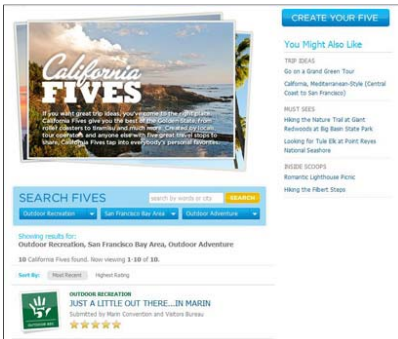 California
FIVES
If you want great trip ideas, you've come to the right place.
California Fives give you the best of the Golden State, from
roller coasters to tiramisu and much more. Created by locals,
tour operators and anyone else with five great travel stops to
share, California Fives tap into everybody's personal favorites.
SEARCH FIVES
search by words or city
SEARCH
Outdoor Recreation
San Francisco Bay Area
Outdoor Adventure
Showing results for:
Outdoor Recreation, San Francisco Bay Area, Outdoor Adventure
10 California Fives found. Now viewing 1-10 of 10.
Sort By: Most Recent Highest Rating
OUTDOOR REC
OUTDOOR RECREATION
JUST A LITTLE OUT THERE...IN MARIN
Submitted by Marin Convention and Visitors Bureau
CREATE YOUR FIVE
You Might Also Like
TRIP IDEAS
Go on a Grand Green Tour
California, Mediterranean-Style (Central
Coast to San Francisco)
MUST SEES
Hiking the Nature Trail at Giant
Redwoods at Big Basin State Park
Looking for Tule Elk at Point Reyes
National Seashore
INSIDE SCOOPS
Romantic Lighthouse Picnic
Hiking the Filbert Steps